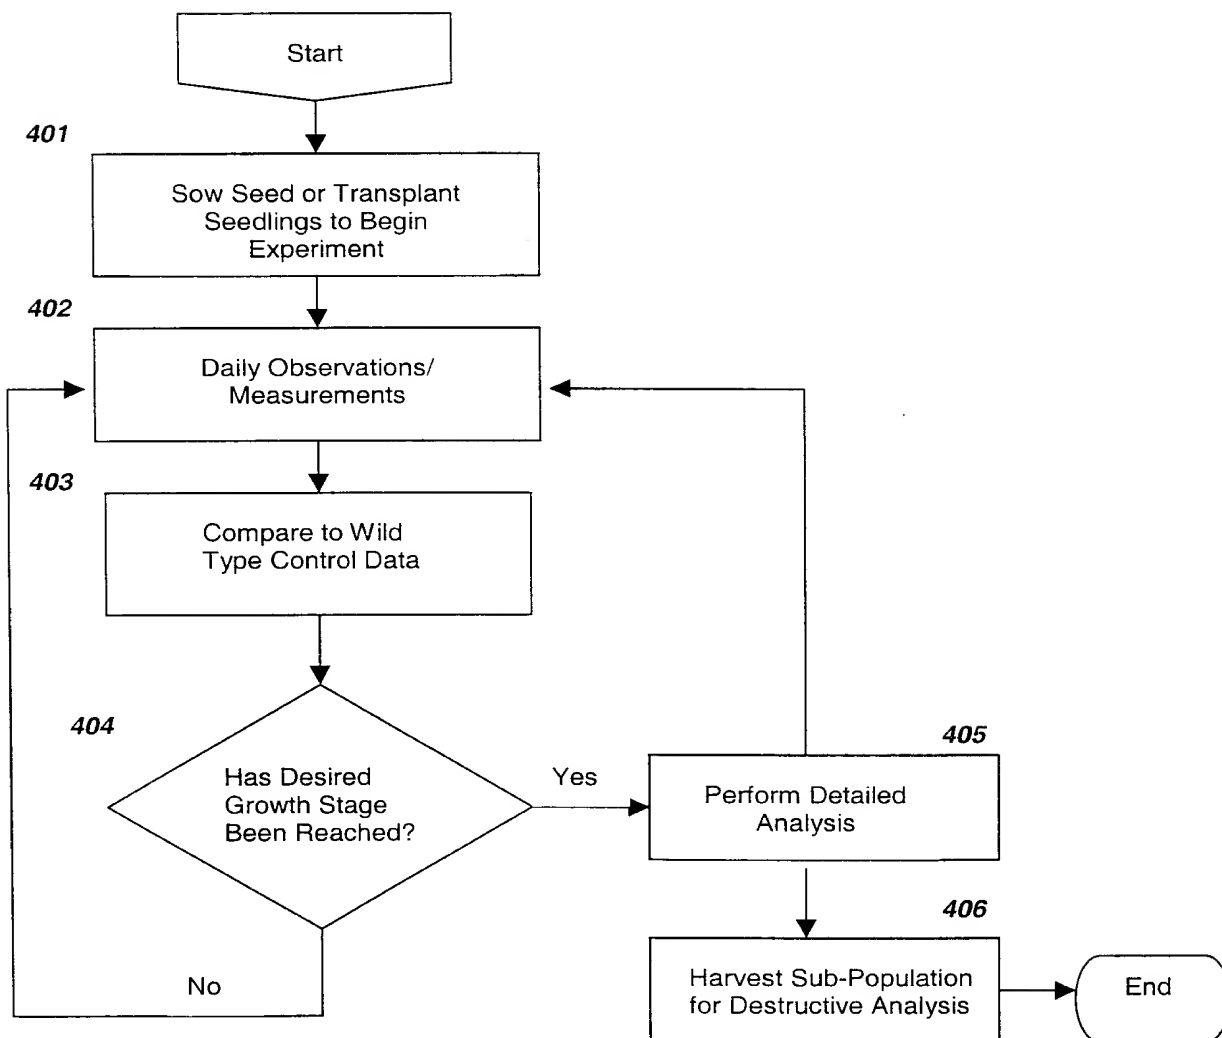 Start
401
Sow Seed or Transplant
Seedlings to Begin
Experiment
402
Daily Observations/
Measurements
403
Compare to Wild
Type Control Data
404
Has Desired
Growth Stage
Been Reached?
Yes
No
405
Perform Detailed
Analysis
406
Harvest Sub-Population
for Destructive Analysis
End